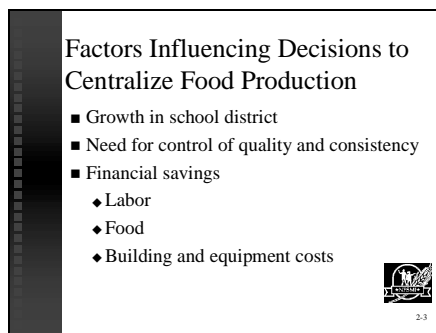 Factors Influencing Decisions to
Centralize Food Production
■ Growth in school district
■ Need for control of quality and consistency
■ Financial savings
◆ Labor
◆ Food
◆ Building and equipment costs
NFSMI
2-3